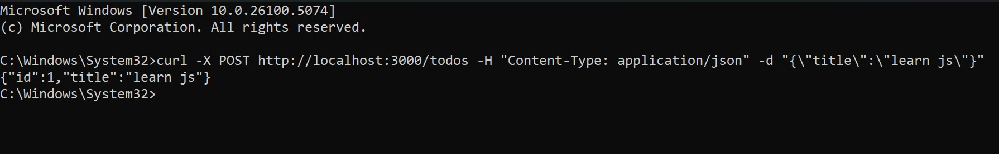 Microsoft Windows [Version 10.0.26100.5074]
(c) Microsoft Corporation. All rights reserved.
C:\Windows\System32>curl -X POST http://localhost:3000/todos -H "Content-Type: application/json" -d "{\"title\":\"learn js\"}"
{"id":1,"title":"learn js"}
C:\Windows\System32>